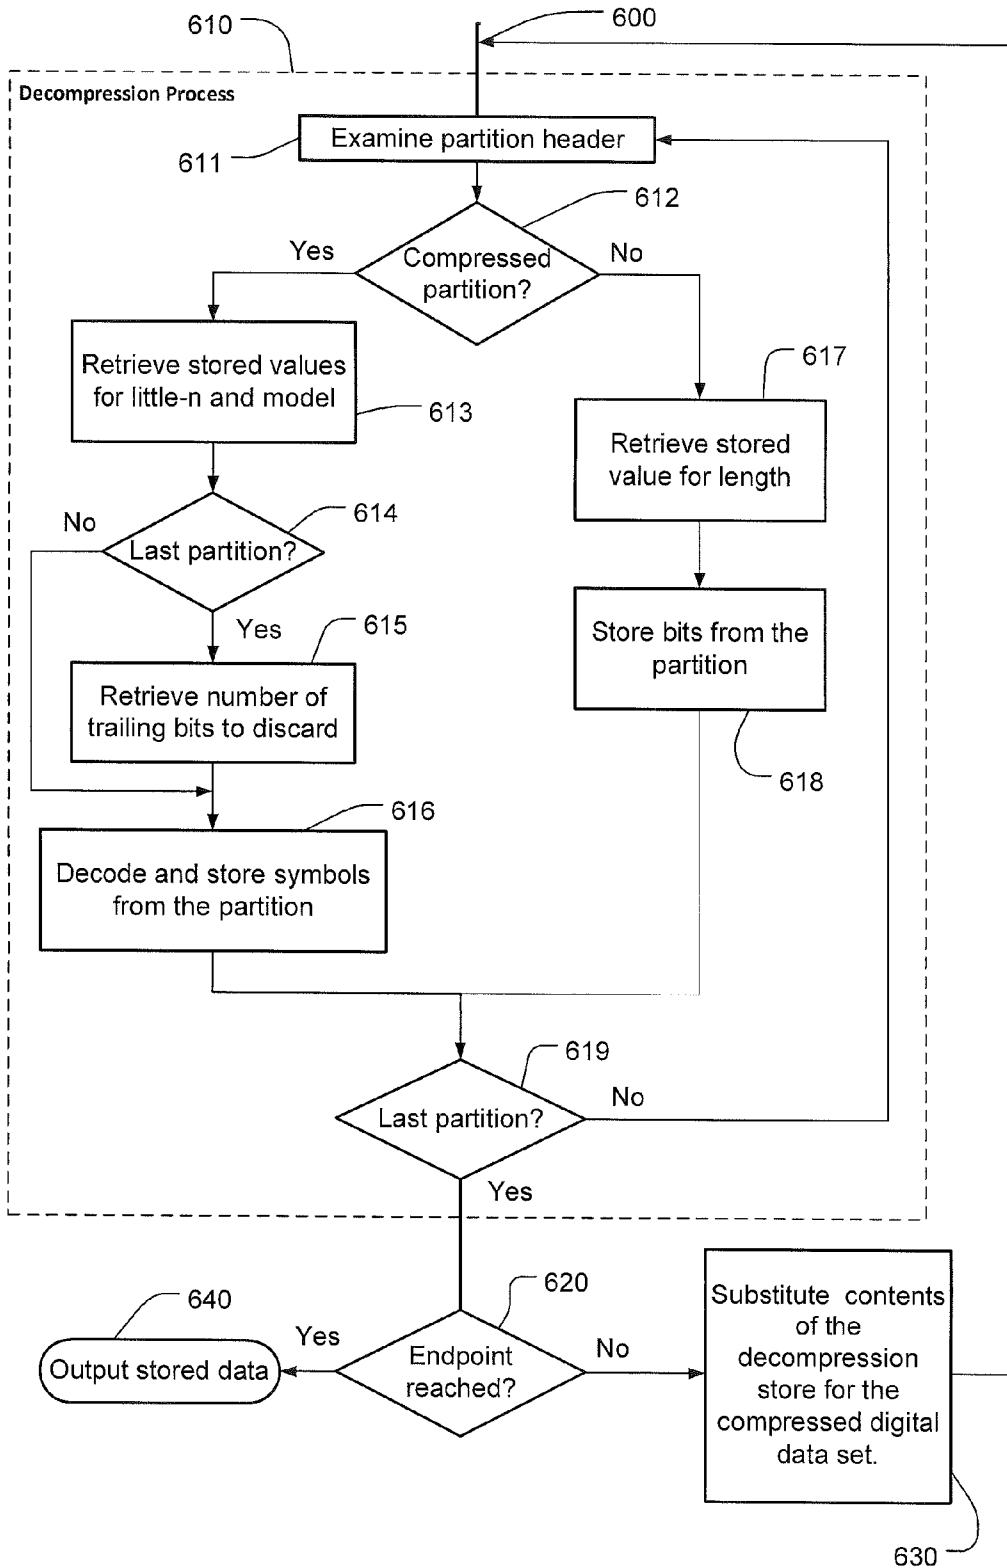 600
610
Decompression Process
Examine partition header
611
612
Yes
Compressed
partition?
No
Retrieve stored values
for little-n and model
613
617
Retrieve stored
value for length
No
614
Last partition?
Yes
615
Store bits from the
partition
Retrieve number of
trailing bits to discard
618
616
Decode and store symbols
from the partition
619
Last partition?
No
Yes
640
620
Yes
Output stored data
Endpoint
reached?
No
Substitute contents
of the
decompression
store for the
compressed digital
data set.
630